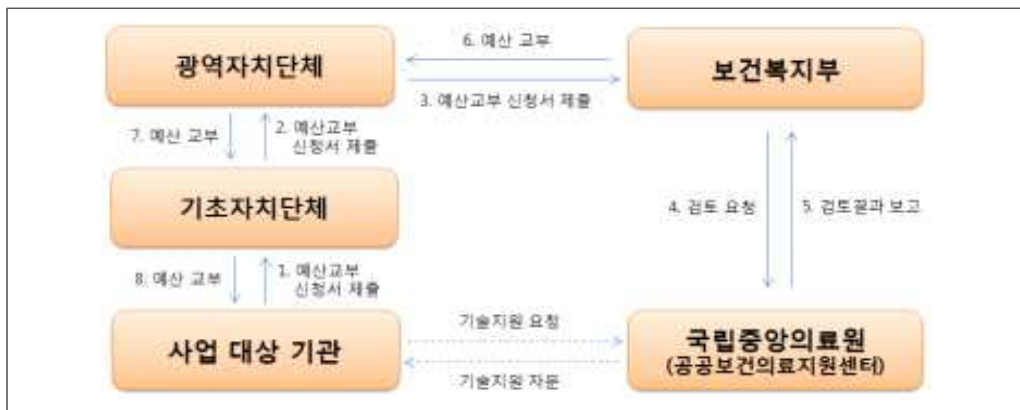 광역자치단체
6. 예산 교부
보건복지부
3. 예산교부 신청서 제출
7. 예산 교부
2. 예산교부
신청서 제출
기초자치단체
4. 검토 요청
5. 검토결과 보고
8. 예산 교부
1. 예산교부
신청서 제출
사업 대상 기관
기술지원 요청
국립중앙의료원
(공공보건의료지원센터)
기술지원 자문